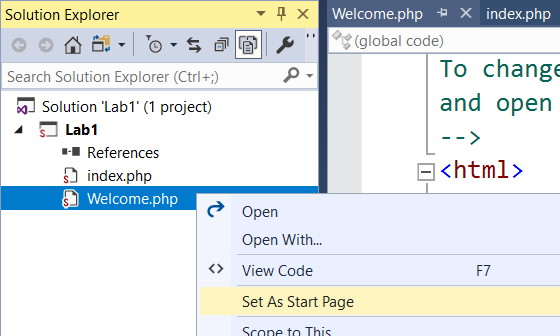 Solution Explorer
Welcome.php
index.php
(global code)
Search Solution Explorer (Ctrl+;)
Solution 'Lab1' (1 project)
Lab1
References
index.php
Welcome.php
To change
and open
-->
<html>
Open
Open With...
View Code F7
Set As Start Page
Scope to This